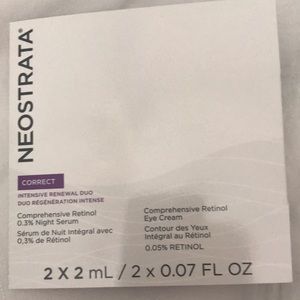 NEOSTRATA®
CORRECT
INTENSIVE RENEWAL DUO
DUO RÉGÉNÉRATION INTENSE
Comprehensive Retinol
0.3% Night Serum
Sérum de Nuit Intégral avec
0,3% de Rétinol
Comprehensive Retinol
Eye Cream
Contour des Yeux
Intégral au Rétinol
0.05% RETINOL
2 X 2 mL / 2 x 0.07 FL OZ